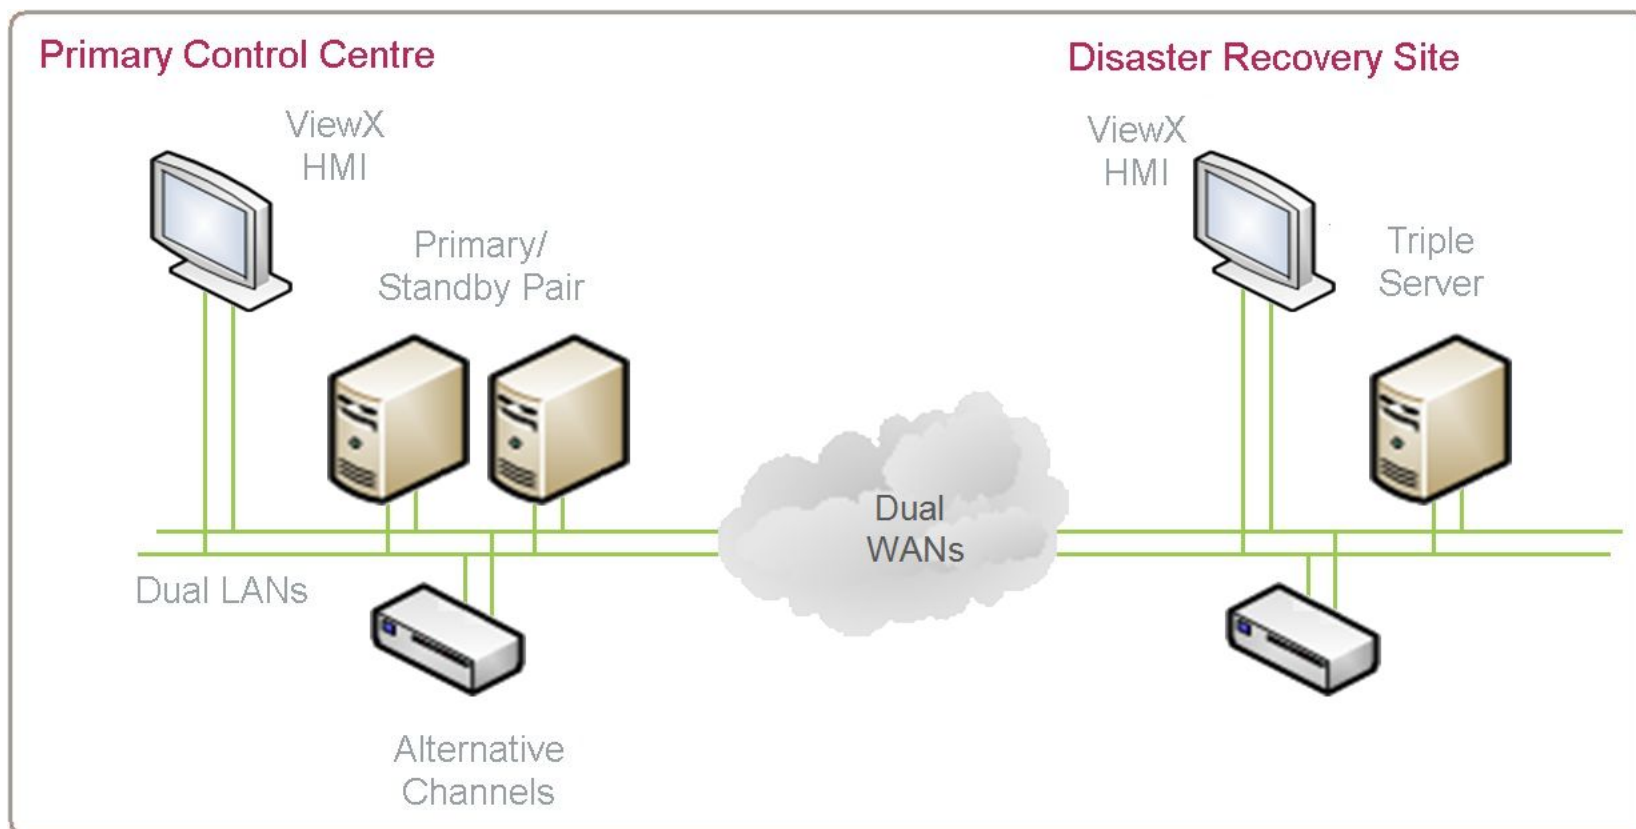 Primary Control Centre
ViewX
HMI
Primary/
Standby Pair
Dual LANs
Alternative
Channels
Dual
WANs
Disaster Recovery Site
ViewX
HMI
Triple
Server